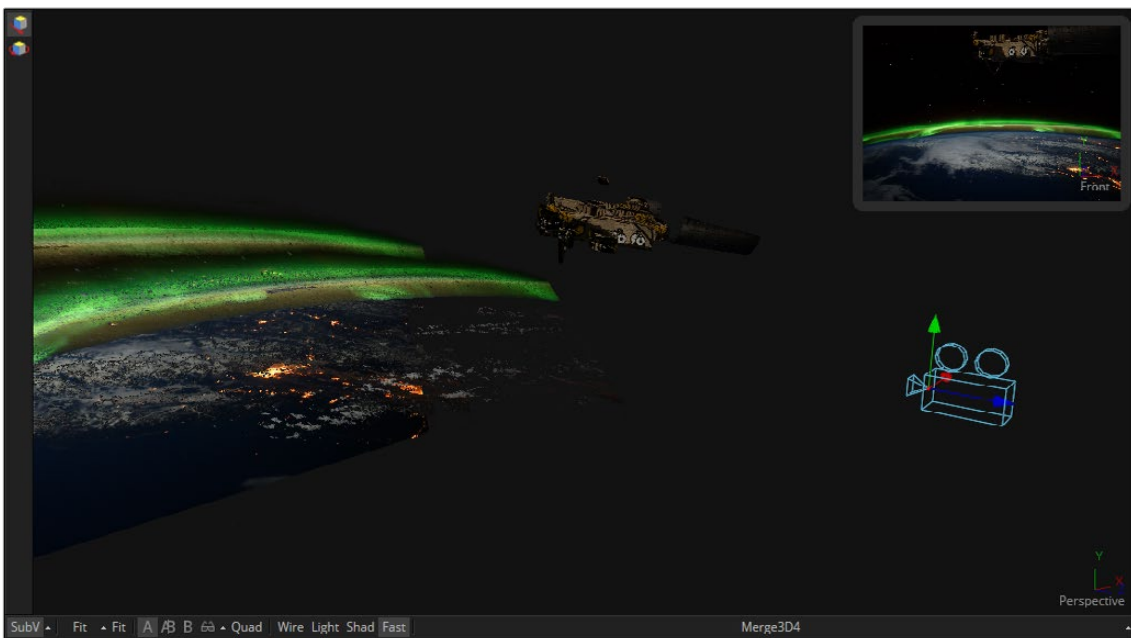 Front
Y
X
Perspective
SubV Fit Fit A A/B B Quad Wire Light Shad Fast Merge3D4